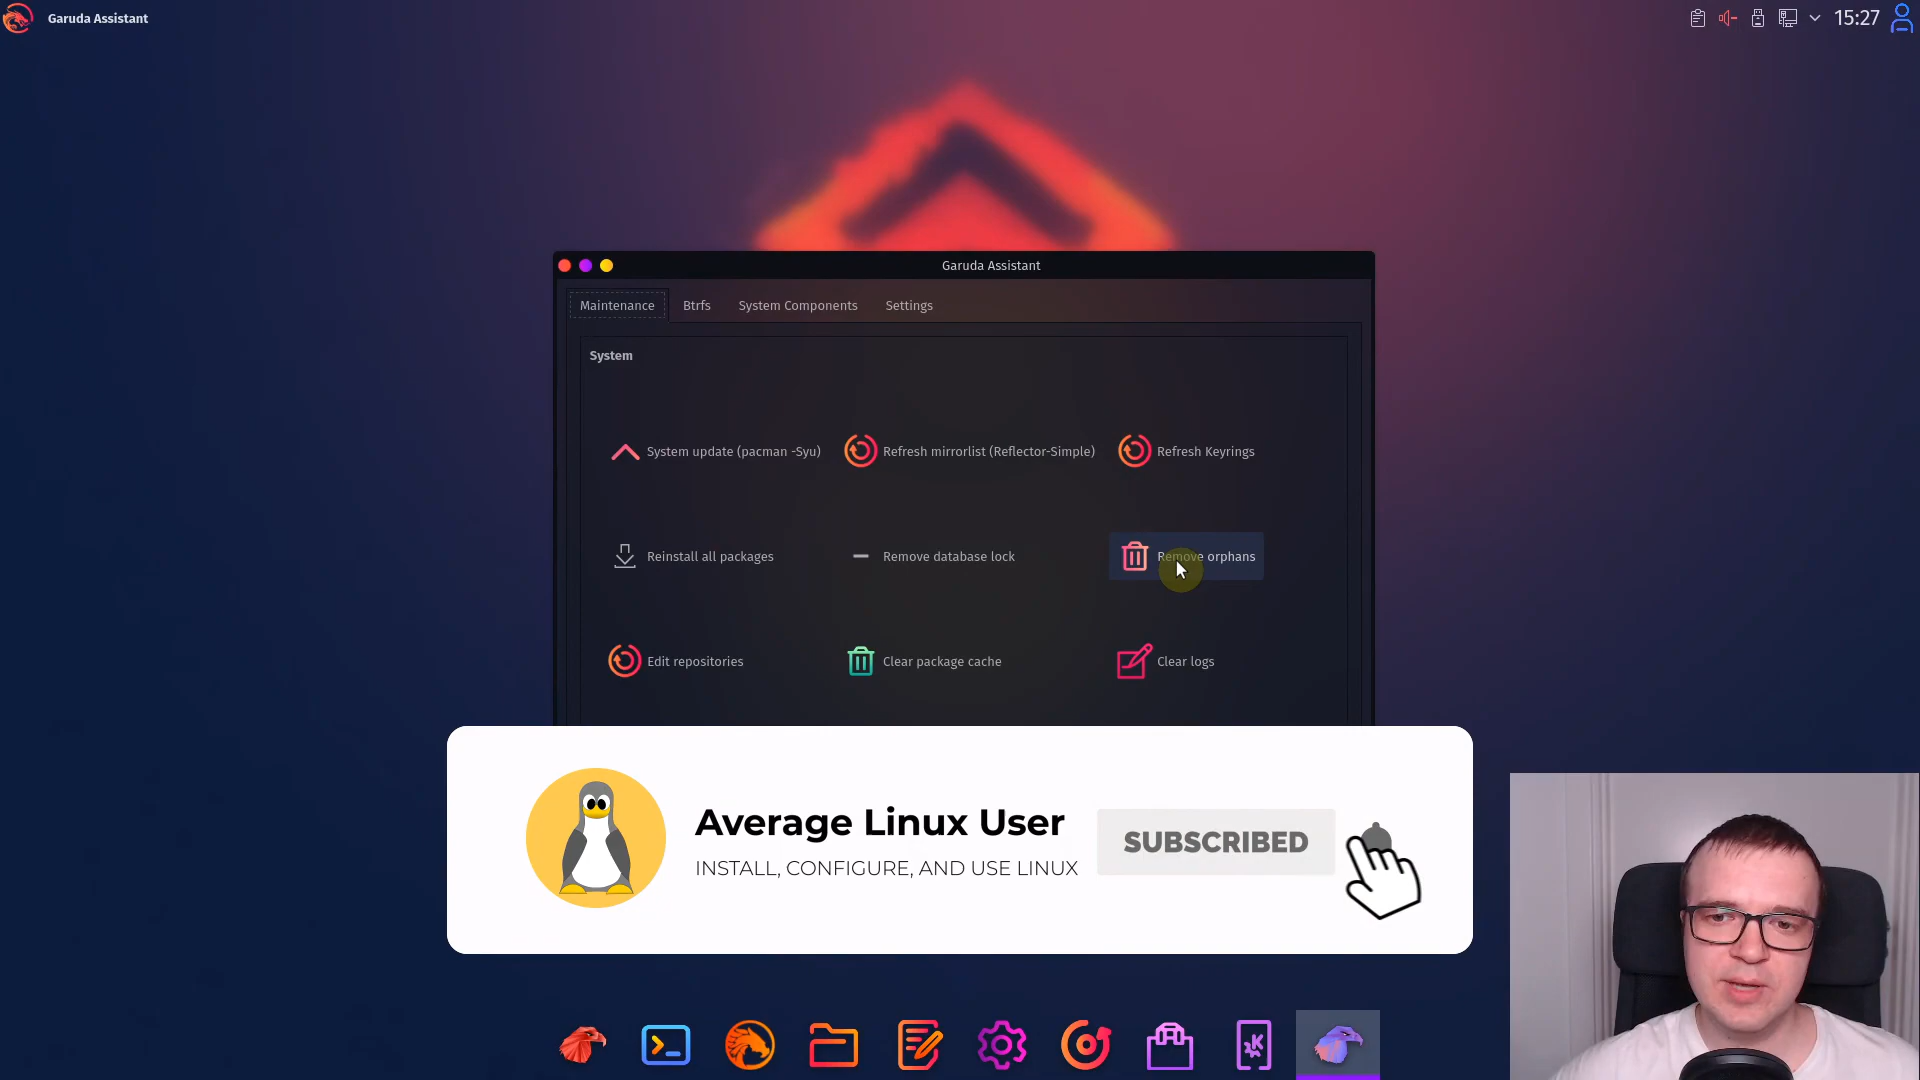 Garuda Assistant
15:27
Garuda Assistant
Maintenance Btrfs System Components Settings
System
System update (pacman -Syu) Refresh mirrorlist (Reflector-Simple) Refresh Keyrings
Reinstall all packages Remove database lock Remove orphans
Edit repositories Clear package cache Clear logs
Average Linux User
INSTALL, CONFIGURE, AND USE LINUX
SUBSCRIBED